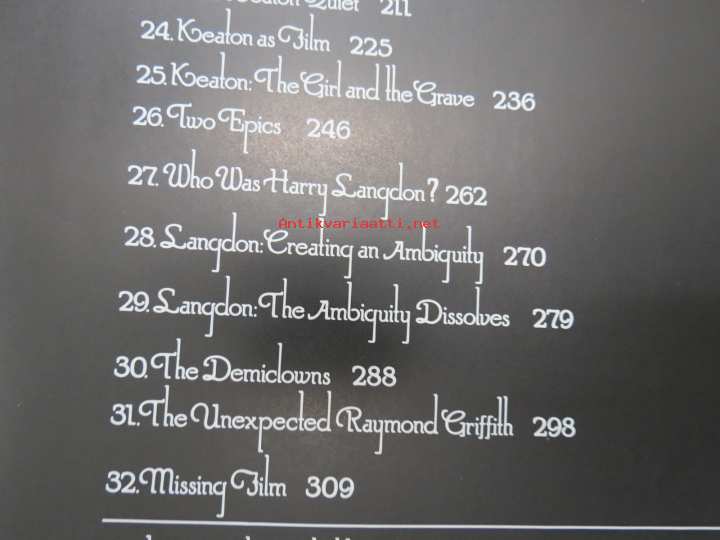 Quiet 211
24. Keaton as Film 225
25. Keaton: The Girl and the Grave 236
26. Two Epics 246
27. Who Was Harry Langdon? 262
Antikvariaatti.net
28. Langdon: Creating an Ambiguity 270
29. Langdon: The Ambiguity Dissolves 279
30. The Demiclowns 288
31. The Unexpected Raymond Griffith 298
32. Missing Film 309